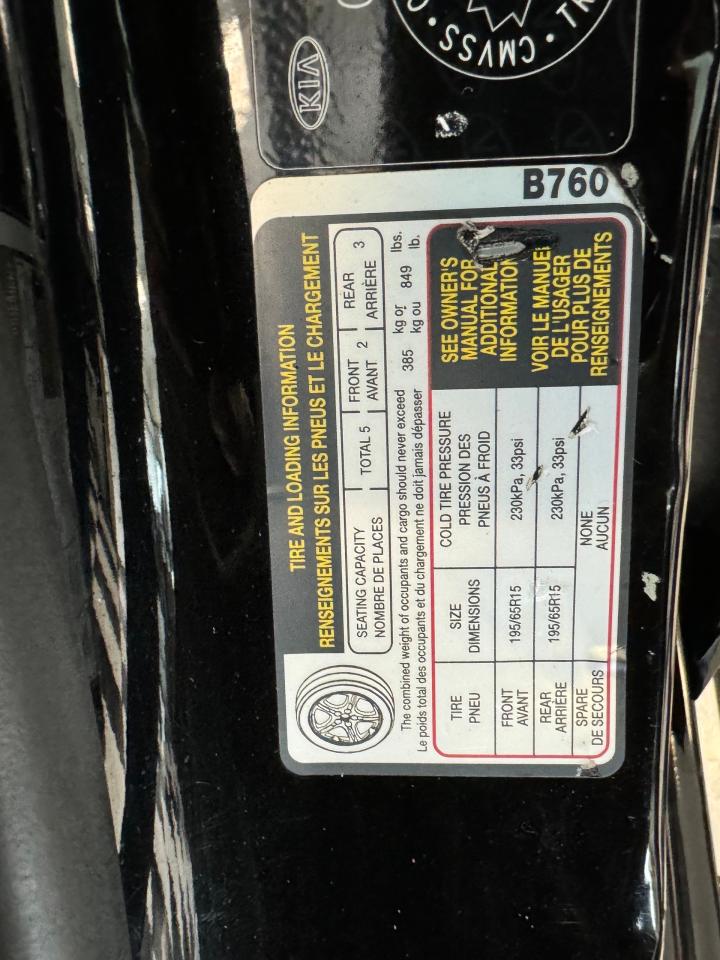 KIA
CMVSS
B760
TIRE AND LOADING INFORMATION
RENSEIGNEMENTS SUR LES PNEUS ET LE CHARGEMENT
SEATING CAPACITY
NOMBRE DE PLACES
TOTAL 5
FRONT
AVANT
2
REAR
ARRIÈRE
3
The combined weight of occupants and cargo should never exceed 385 kg or 849 lbs.
Le poids total des occupants et du chargement ne doit jamais dépasser kg ou lb.
TIRE
PNEU
SIZE
DIMENSIONS
COLD TIRE PRESSURE
PRESSION DES
PNEUS À FROID
SEE OWNER'S
MANUAL FOR
ADDITIONAL
INFORMATION
VOIR LE MANUEL
DE L'USAGER
POUR PLUS DE
RENSEIGNEMENTS
FRONT
AVANT
195/65R15
230kPa, 33psi
REAR
ARRIÈRE
195/65R15
230kPa, 33psi
SPARE
DE SECOURS
NONE
AUCUN